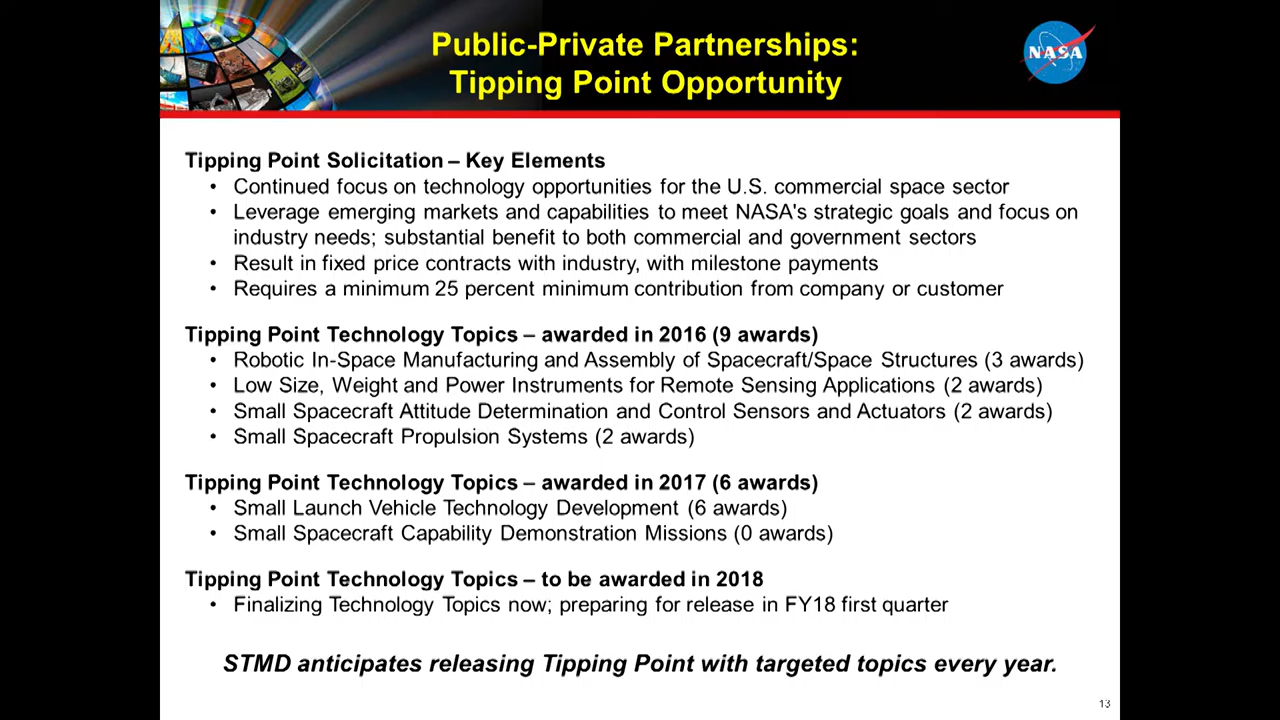 Public-Private Partnerships:
Tipping Point Opportunity
NASA
Tipping Point Solicitation – Key Elements
• Continued focus on technology opportunities for the U.S. commercial space sector
• Leverage emerging markets and capabilities to meet NASA's strategic goals and focus on
industry needs; substantial benefit to both commercial and government sectors
• Result in fixed price contracts with industry, with milestone payments
• Requires a minimum 25 percent minimum contribution from company or customer
Tipping Point Technology Topics – awarded in 2016 (9 awards)
• Robotic In-Space Manufacturing and Assembly of Spacecraft/Space Structures (3 awards)
• Low Size, Weight and Power Instruments for Remote Sensing Applications (2 awards)
• Small Spacecraft Attitude Determination and Control Sensors and Actuators (2 awards)
• Small Spacecraft Propulsion Systems (2 awards)
Tipping Point Technology Topics – awarded in 2017 (6 awards)
• Small Launch Vehicle Technology Development (6 awards)
• Small Spacecraft Capability Demonstration Missions (0 awards)
Tipping Point Technology Topics – to be awarded in 2018
• Finalizing Technology Topics now; preparing for release in FY18 first quarter
STMD anticipates releasing Tipping Point with targeted topics every year.
13